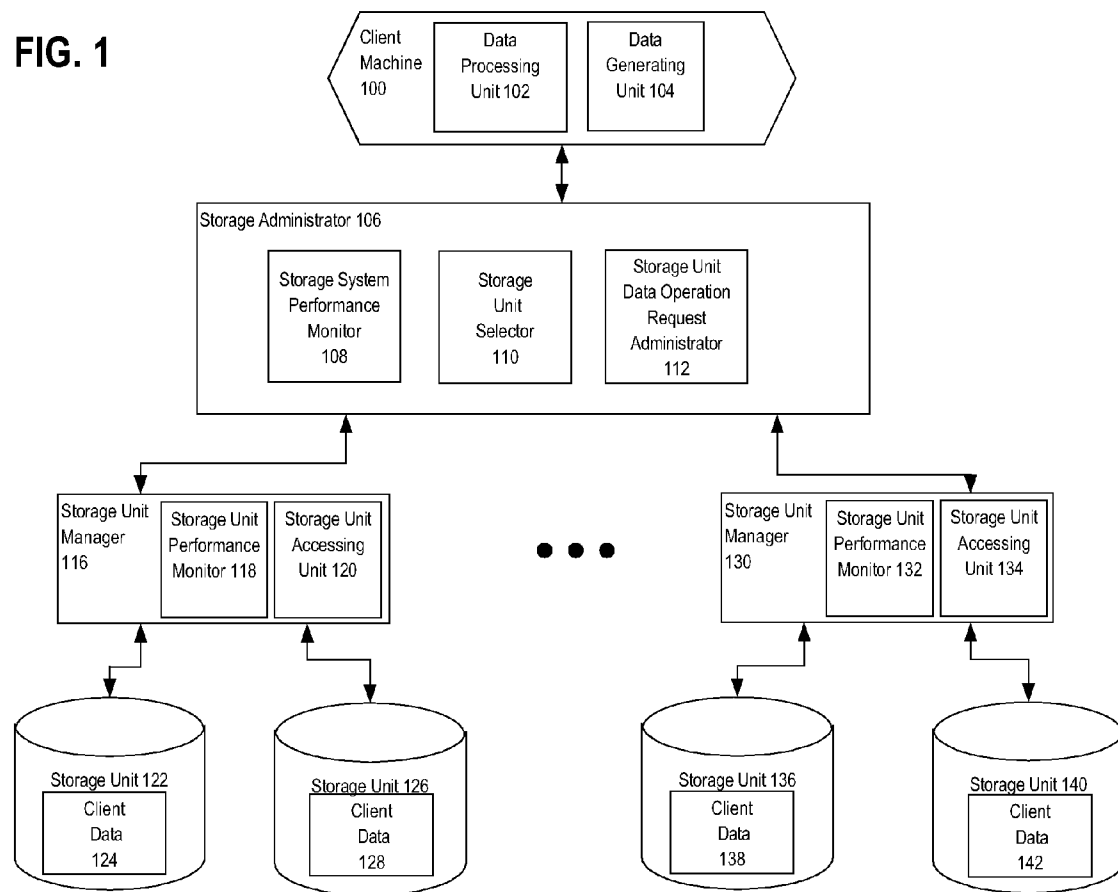 FIG. 1
Client
Machine
100
Data
Processing
Unit 102
Data
Generating
Unit 104
Storage Administrator 106
Storage System
Performance
Monitor
108
Storage
Unit
Selector
110
Storage Unit
Data Operation
Request
Administrator
112
Storage Unit
Manager
116
Storage Unit
Performance
Monitor 118
Storage Unit
Accessing
Unit 120
Storage Unit
Manager
130
Storage Unit
Performance
Monitor 132
Storage Unit
Accessing
Unit 134
Storage Unit 122
Client
Data
124
Storage Unit 126
Client
Data
128
Storage Unit 136
Client
Data
138
Storage Unit 140
Client
Data
142